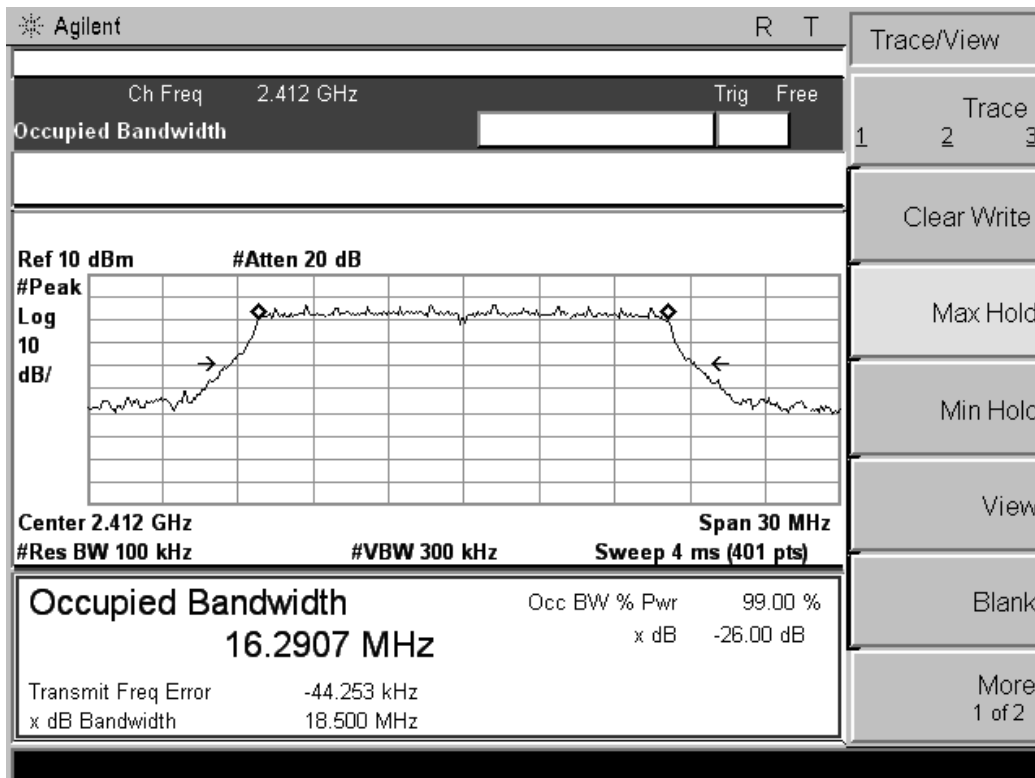 Agilent R T
Ch Freq 2.412 GHz Trig Free
Occupied Bandwidth
Ref 10 dBm #Atten 20 dB
#Peak
Log
10
dB/
Center 2.412 GHz Span 30 MHz
#Res BW 100 kHz #VBW 300 kHz Sweep 4 ms (401 pts)
Occupied Bandwidth Occ BW % Pwr 99.00 %
16.2907 MHz x dB -26.00 dB
Transmit Freq Error -44.253 kHz
x dB Bandwidth 18.500 MHz
Trace/View
Trace
1 2 3
Clear Write
Max Hold
Min Hold
View
Blank
More
1 of 2